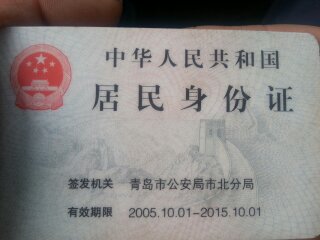 中华人民共和国
居民身份证
签发机关 青岛市公安局市北分局
有效期限 2005.10.01-2015.10.01